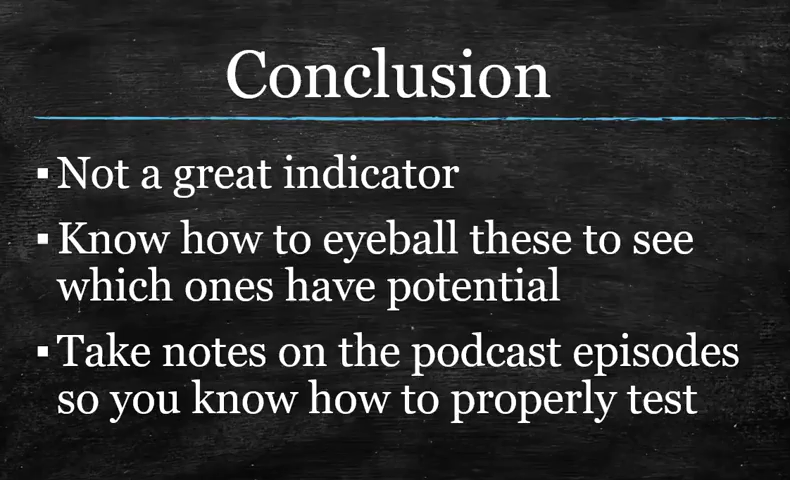 Conclusion
▪ Not a great indicator
▪ Know how to eyeball these to see
which ones have potential
▪ Take notes on the podcast episodes
so you know how to properly test